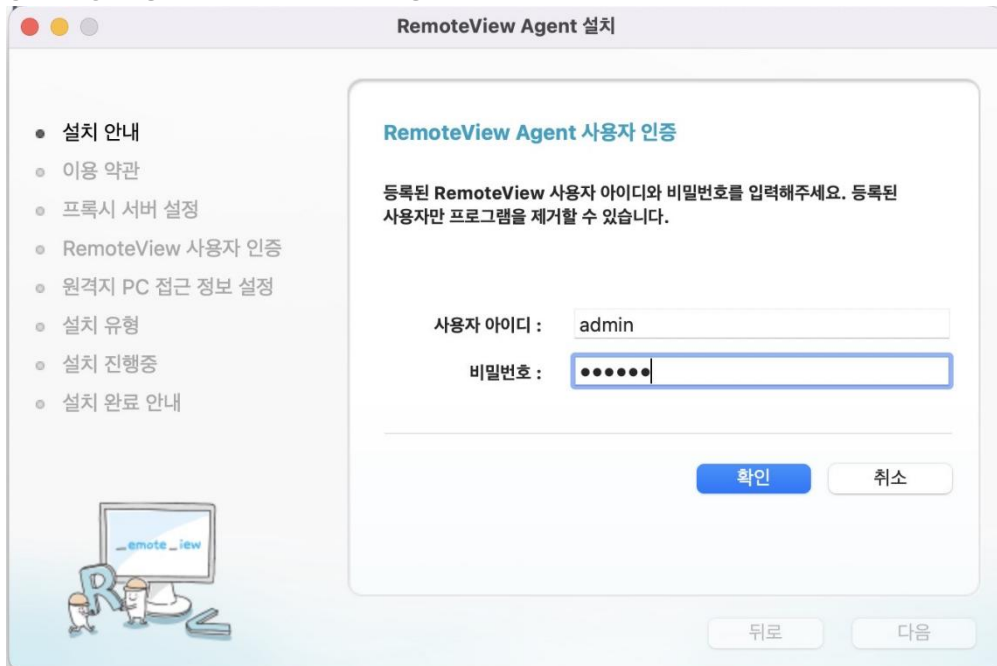 RemoteView Agent 설치
설치 안내
이용 약관
프록시 서버 설정
RemoteView 사용자 인증
원격지 PC 접근 정보 설정
설치 유형
설치 진행중
설치 완료 안내
RemoteView Agent 사용자 인증
등록된 RemoteView 사용자 아이디와 비밀번호를 입력해주세요. 등록된
사용자만 프로그램을 제거할 수 있습니다.
사용자 아이디 : admin
비밀번호 : ●●●●●●
확인 취소
_emote_iew
R V
뒤로 다음